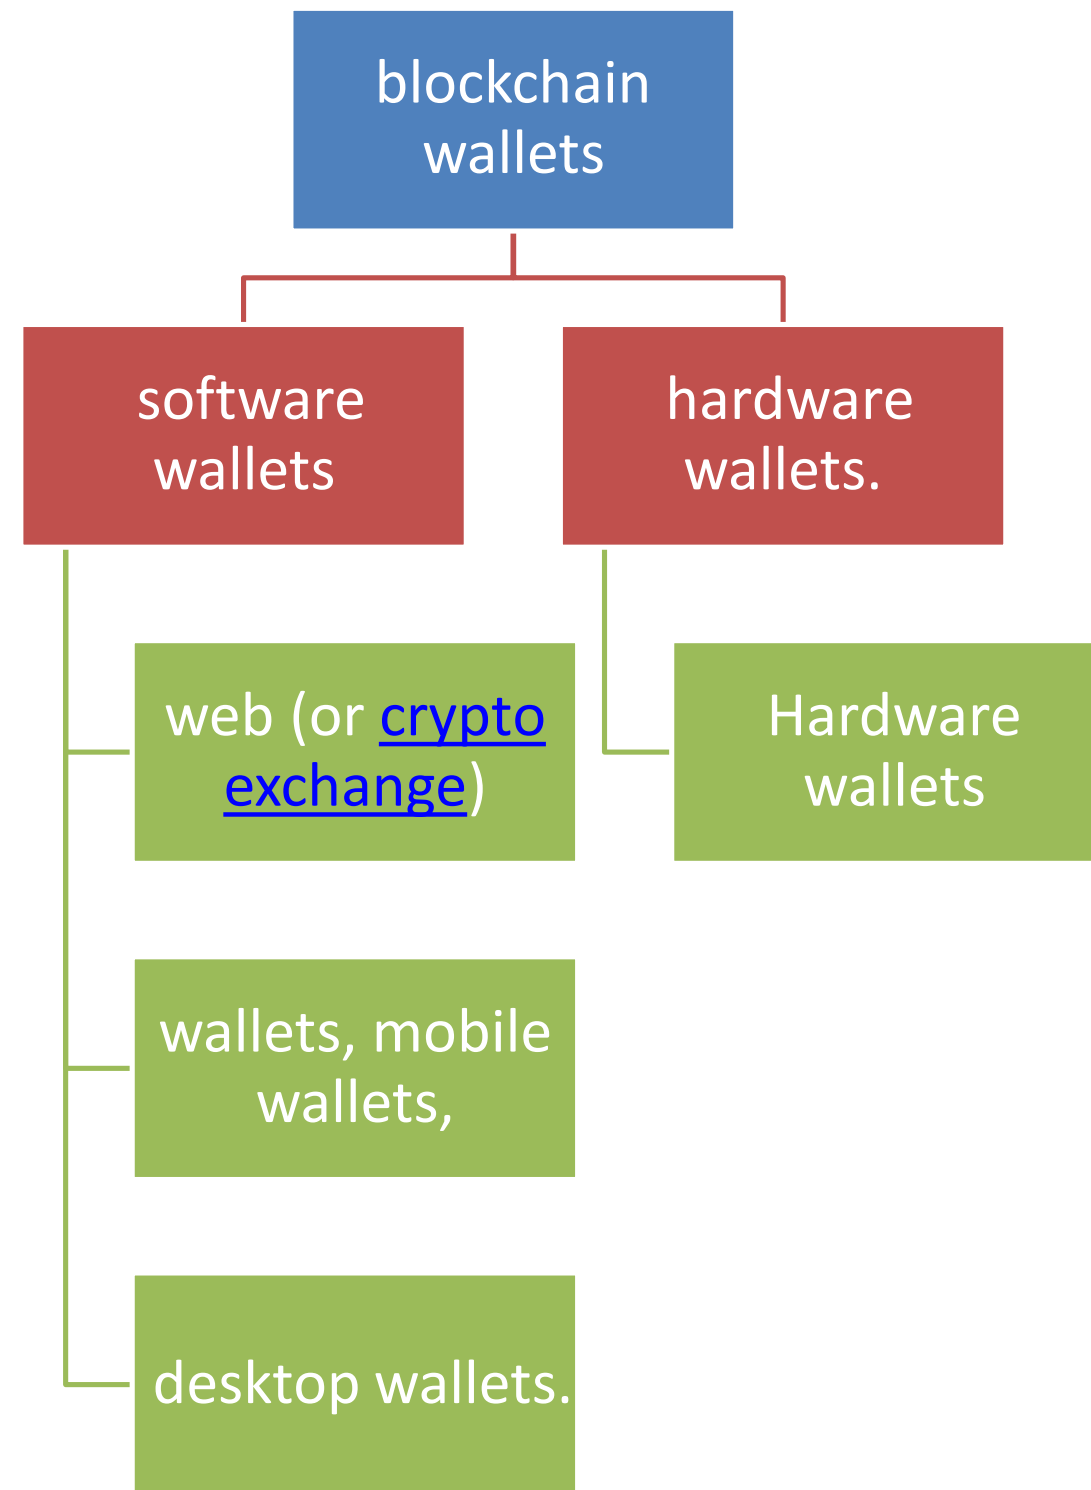 blockchain
wallets
software
wallets
hardware
wallets.
web (or crypto
exchange)
Hardware
wallets
wallets, mobile
wallets,
desktop wallets.